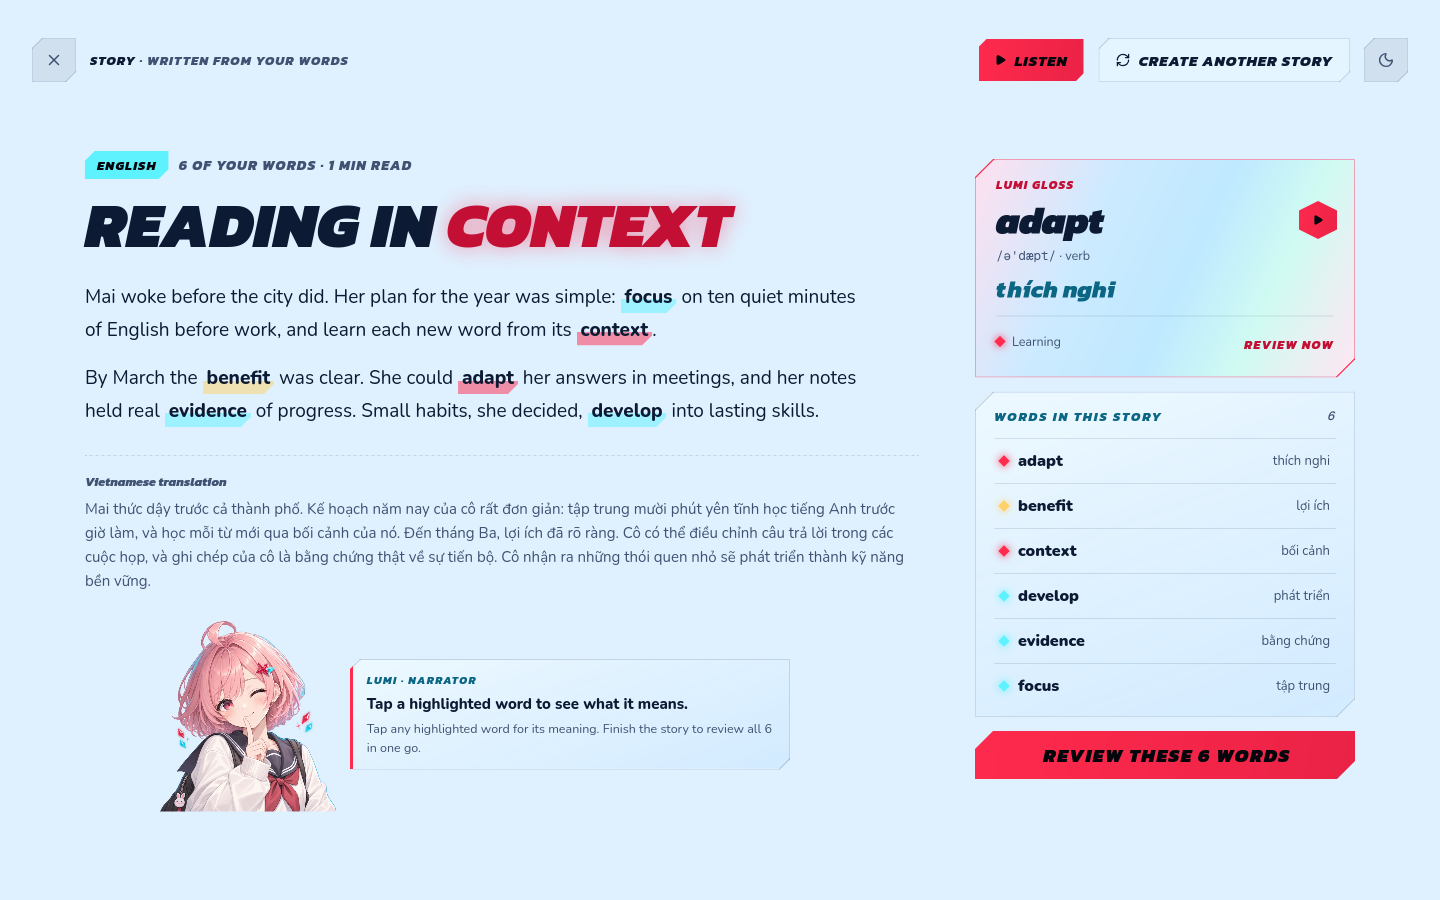 STORY · WRITTEN FROM YOUR WORDS
LISTEN
CREATE ANOTHER STORY
ENGLISH
6 OF YOUR WORDS · 1 MIN READ
READING IN CONTEXT
Mai woke before the city did. Her plan for the year was simple: focus on ten quiet minutes
of English before work, and learn each new word from its context.
By March the benefit was clear. She could adapt her answers in meetings, and her notes
held real evidence of progress. Small habits, she decided, develop into lasting skills.
Vietnamese translation
Mai thức dậy trước cả thành phố. Kế hoạch năm nay của cô rất đơn giản: tập trung mười phút yên tĩnh học tiếng Anh trước
giờ làm, và học mỗi từ mới qua bối cảnh của nó. Đến tháng Ba, lợi ích đã rõ ràng. Cô có thể điều chỉnh câu trả lời trong các
cuộc họp, và ghi chép của cô là bằng chứng thật về sự tiến bộ. Cô nhận ra những thói quen nhỏ sẽ phát triển thành kỹ năng
bền vững.
LUMI · NARRATOR
Tap a highlighted word to see what it means.
Tap any highlighted word for its meaning. Finish the story to review all 6
in one go.
LUMI GLOSS
adapt
/ə'dæpt/ · verb
thích nghi
Learning
REVIEW NOW
WORDS IN THIS STORY 6
adapt thích nghi
benefit lợi ích
context bối cảnh
develop phát triển
evidence bằng chứng
focus tập trung
REVIEW THESE 6 WORDS